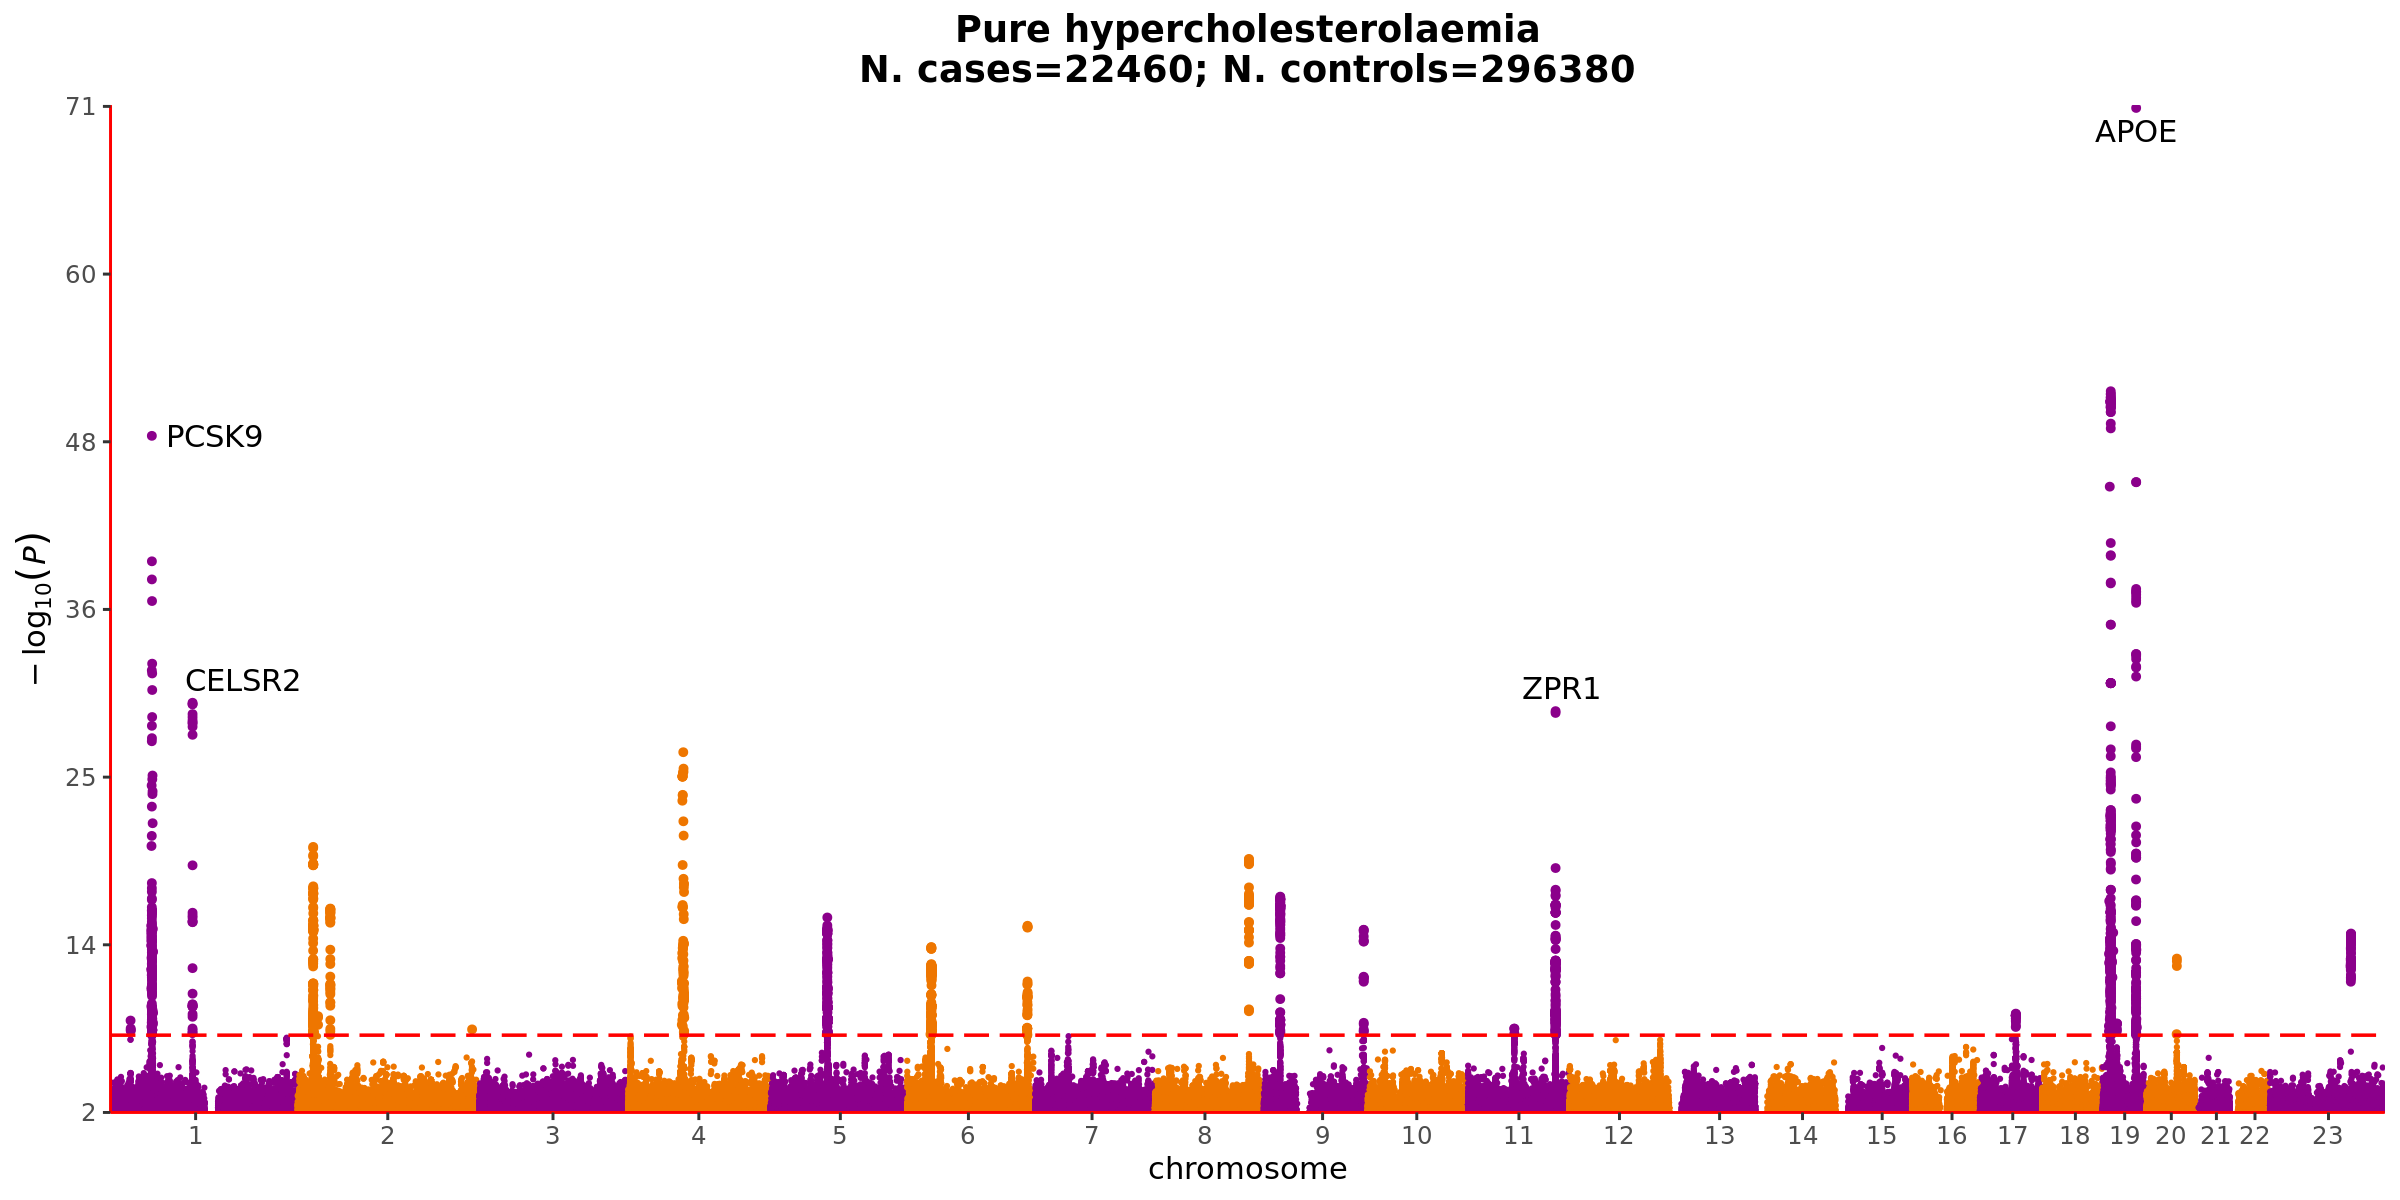 Pure hypercholesterolaemia
N. cases=22460; N. controls=296380
71
APOE
60
PCSK9
48
36
CELSR2
ZPR1
25
14
2
−log10(P)
1 2 3 4 5 6 7 8 9 10 11 12 13 14 15 16 17 18 19 20 21 22 23
chromosome